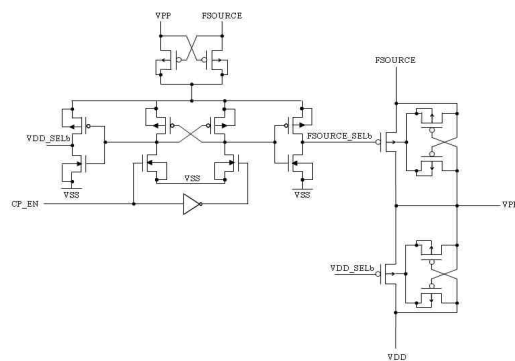 VPP FSOURCE
FSOURCE
VDD_SELb
FSOURCE_SELb
VSS
VSS
VSS
CP_EN
VPP
VDD_SELb
VDD